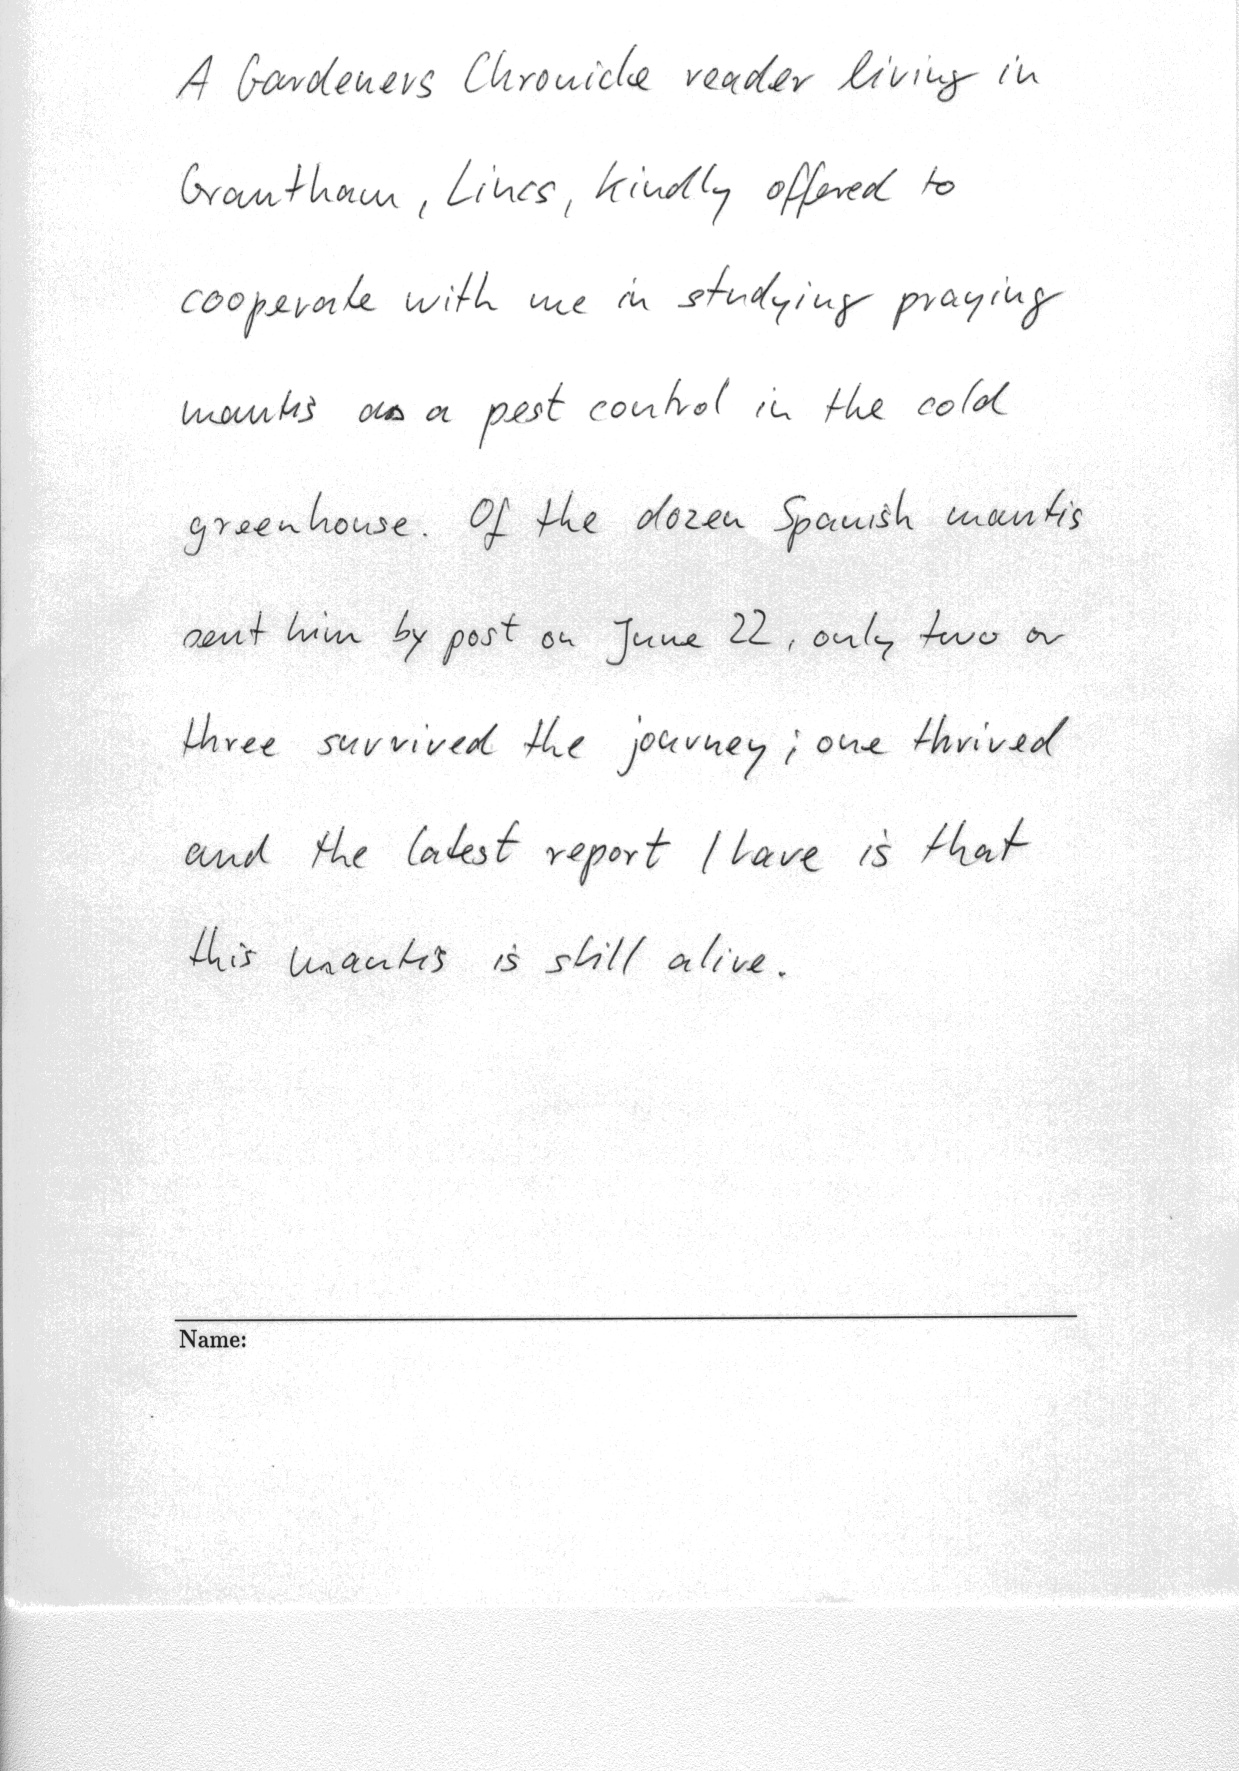 A Gardeners Chronicle reader living in
Grantham, Lincs, kindly offered to
cooperate with me in studying praying
mantis as a pest control in the cold
greenhouse. Of the dozen Spanish mantis
sent him by post on June 22, only two or
three survived the journey; one thrived
and the latest report I have is that
this mantis is still alive.
Name: